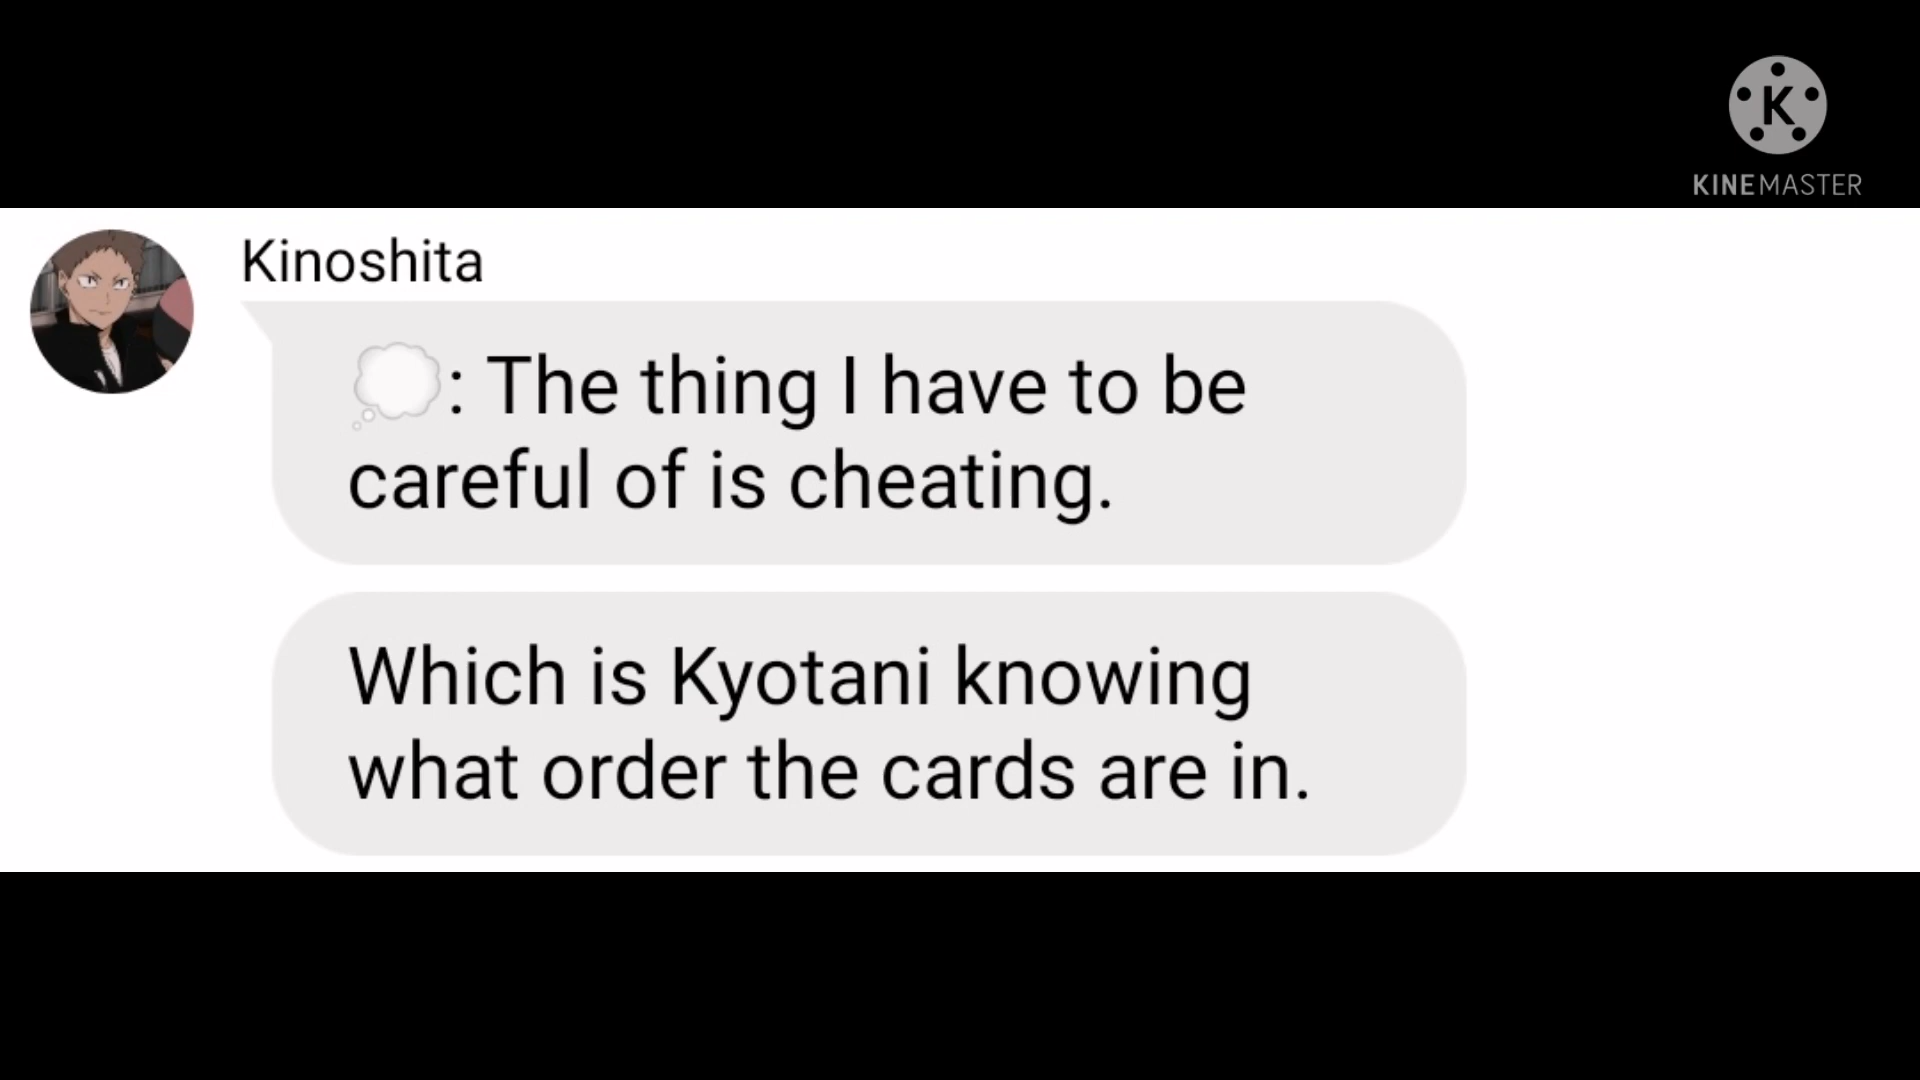 K
KINEMASTER
Kinoshita
💭: The thing I have to be
careful of is cheating.
Which is Kyotani knowing
what order the cards are in.